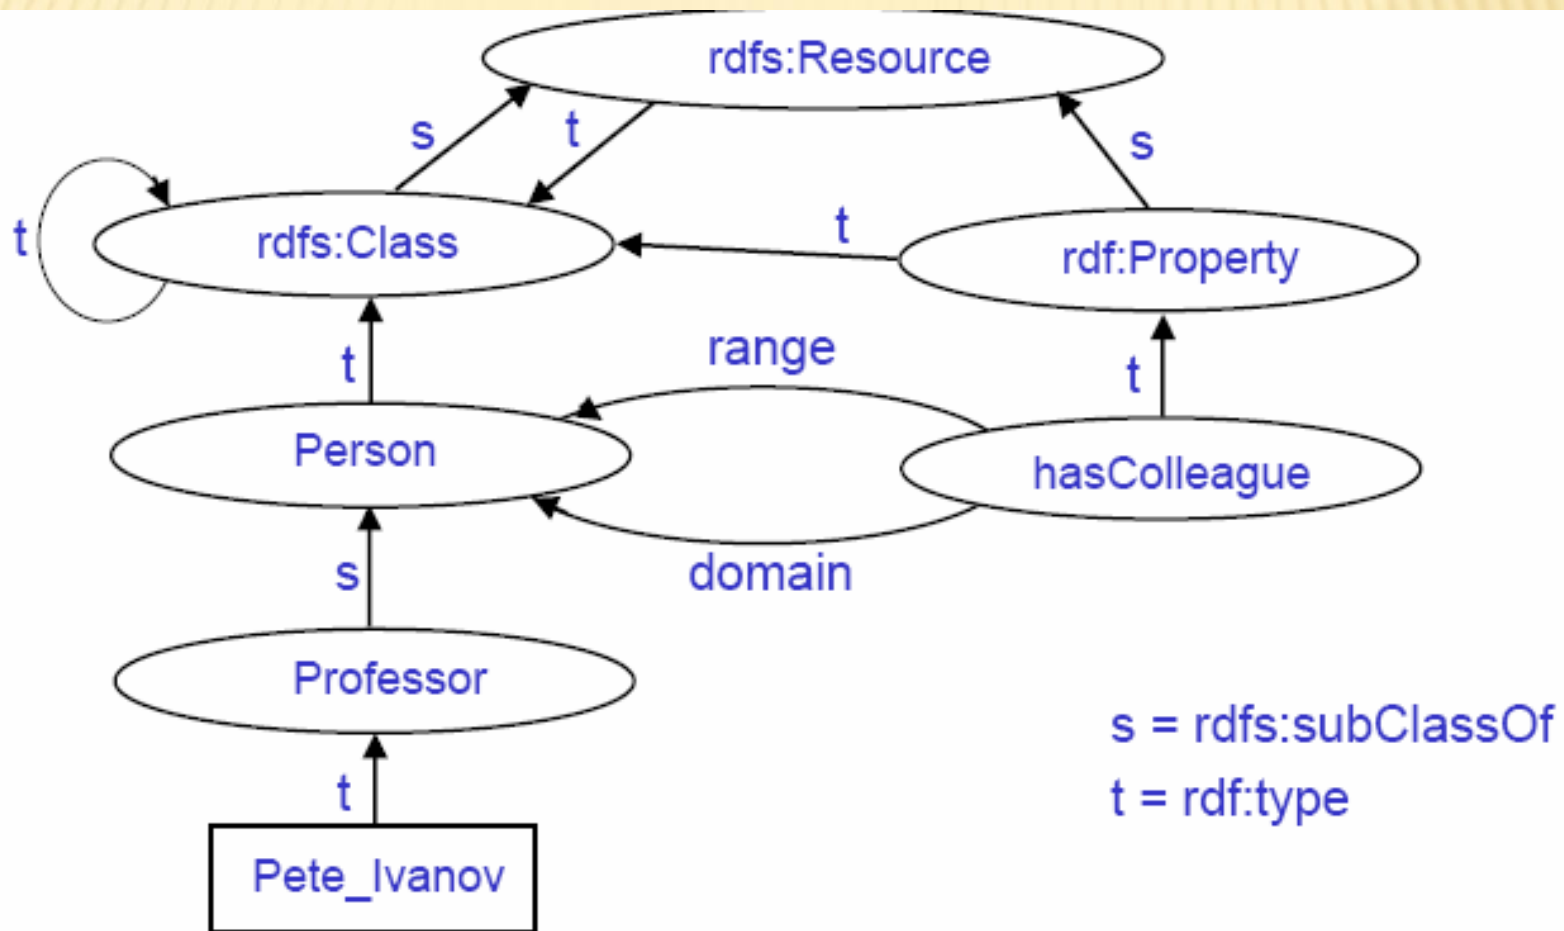 rdfs:Resource
s
t
s
t
rdfs:Class
t
rdf:Property
t
range
t
Person
hasColleague
s
domain
Professor
s = rdfs:subClassOf
t
t = rdf:type
Pete_Ivanov